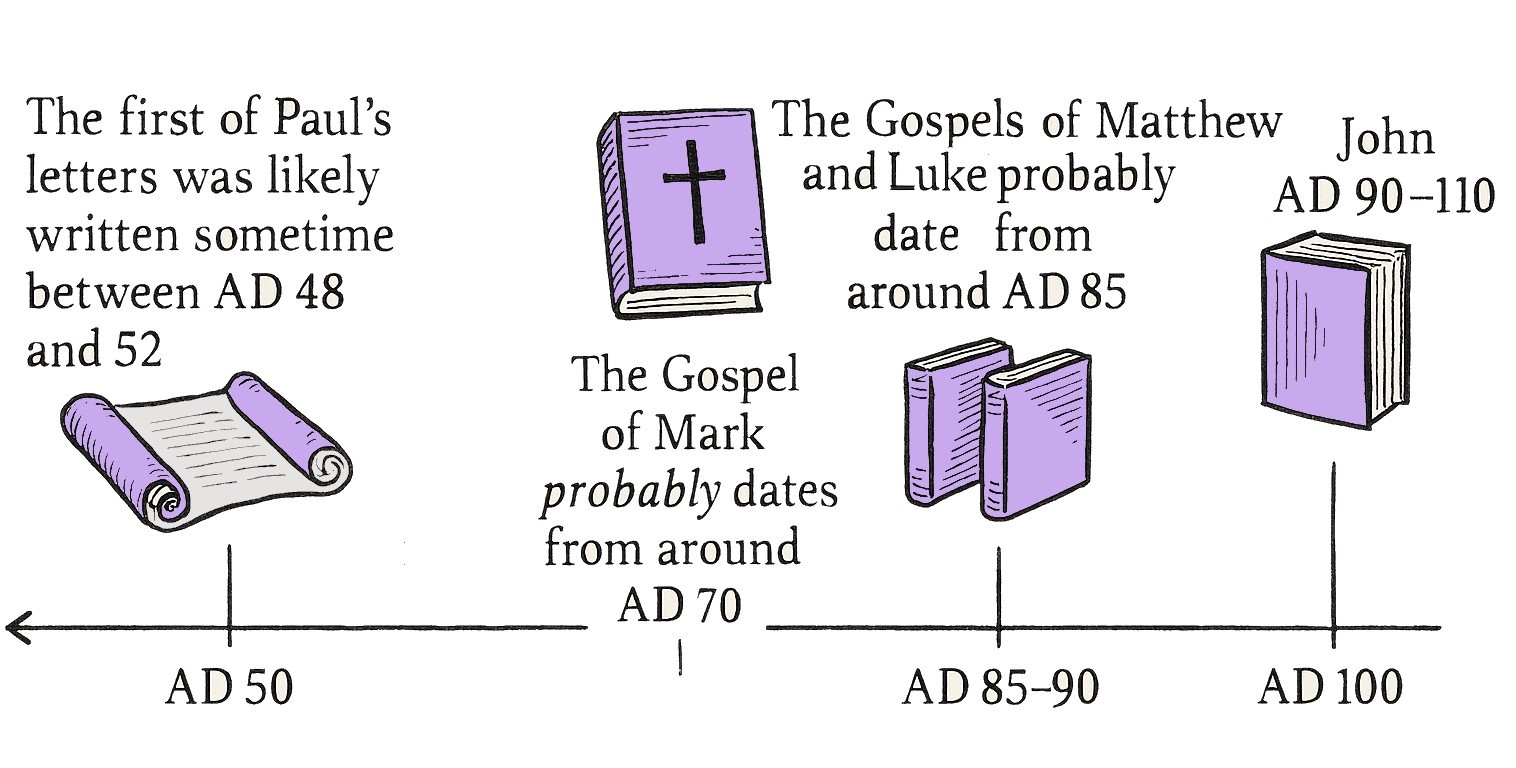 The first of Paul's
letters was likely
written sometime
between AD 48
and 52
The Gospel
of Mark
probably dates
from around
AD 70
The Gospels of Matthew
and Luke probably
date from
around AD 85
John
AD 90–110
AD 50
AD 85–90
AD 100